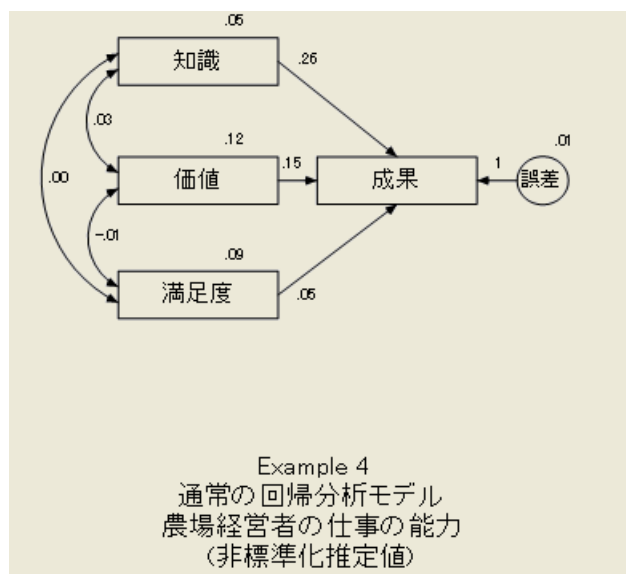 .05
知識
.26
.03
.12
.01
.00
価値
.15
成果
1
誤差
-.01
.09
満足度
.05
Example 4
通常の回帰分析モデル
農場経営者の仕事の能力
(非標準化推定値)